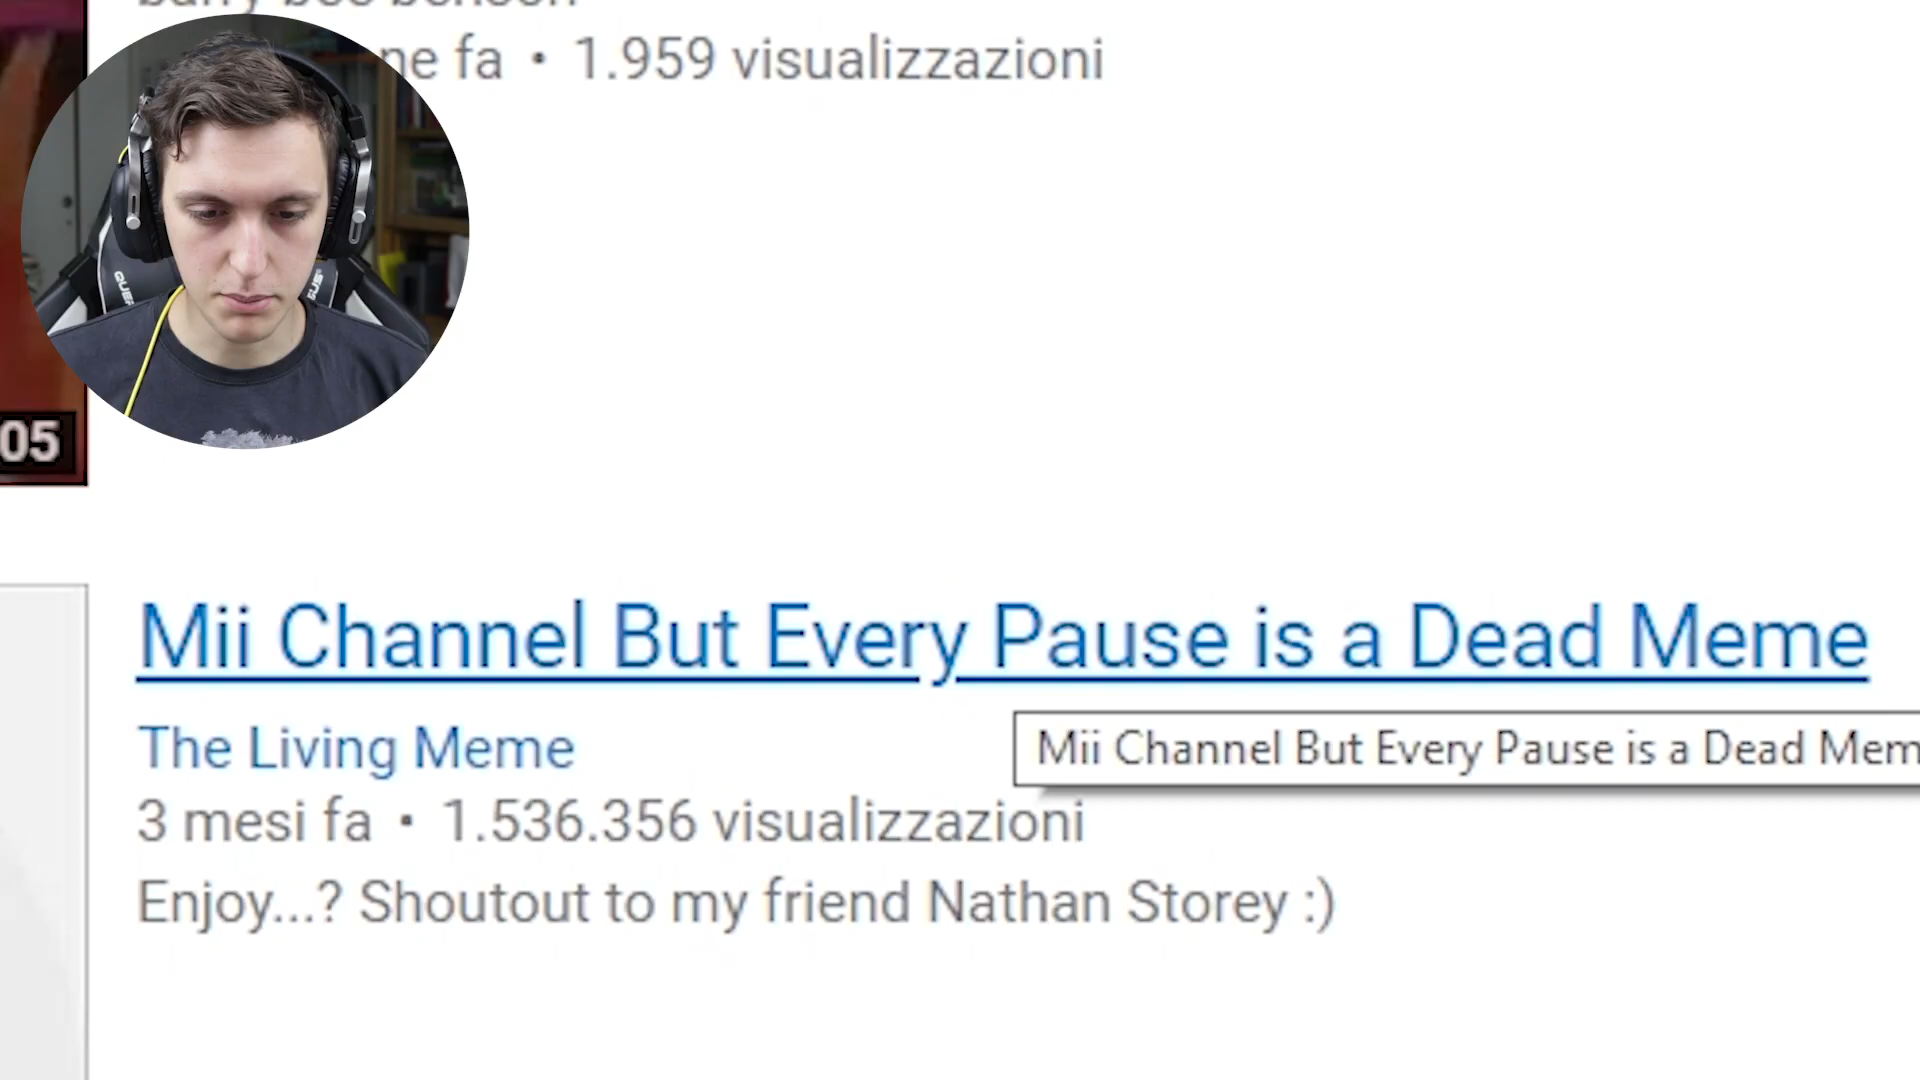 ne fa • 1.959 visualizzazioni
05
Mii Channel But Every Pause is a Dead Meme
The Living Meme
Mii Channel But Every Pause is a Dead Mem
3 mesi fa • 1.536.356 visualizzazioni
Enjoy...? Shoutout to my friend Nathan Storey :)